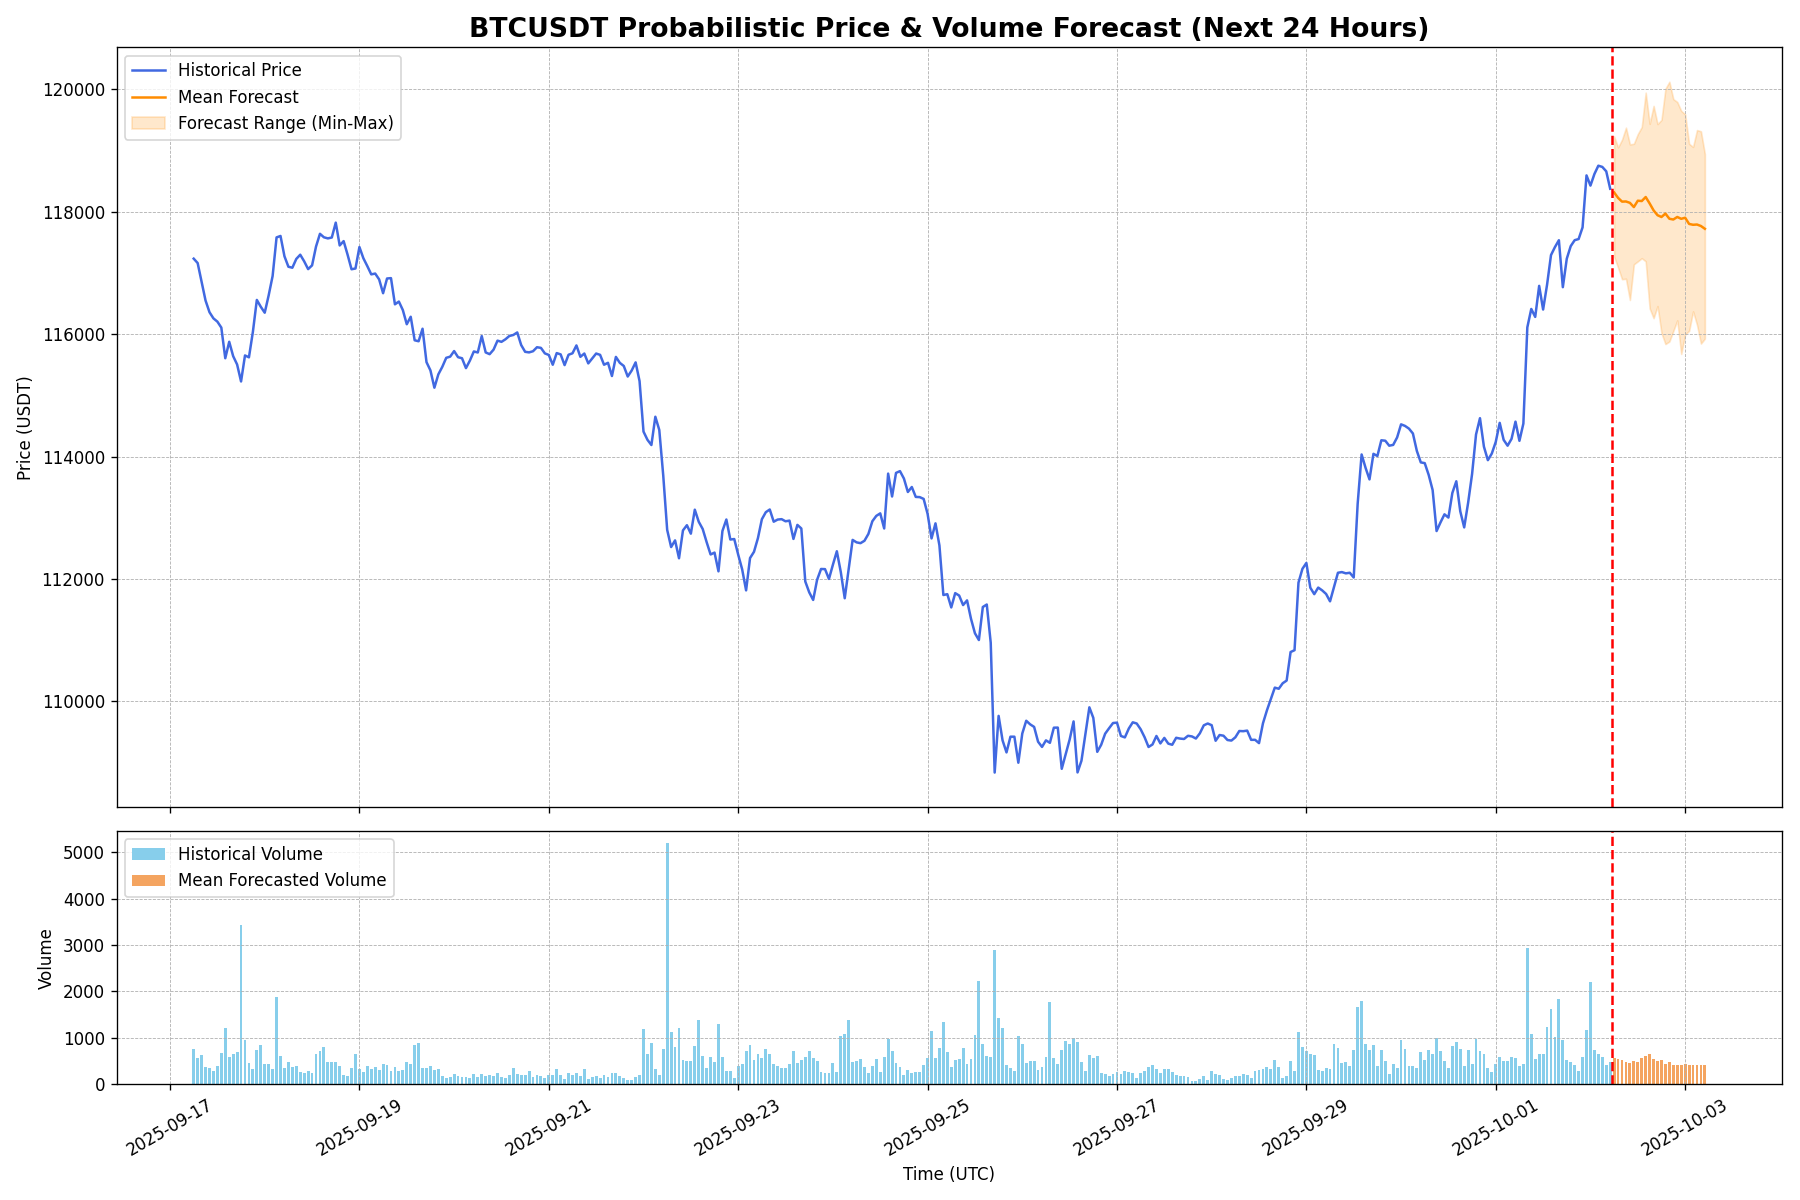 BTCUSDT Probabilistic Price & Volume Forecast (Next 24 Hours)
Historical Price
Mean Forecast
Forecast Range (Min-Max)
120000
118000
116000
114000
112000
110000
Price (USDT)
Historical Volume
Mean Forecasted Volume
5000
4000
3000
2000
1000
0
Volume
2025-09-17
2025-09-19
2025-09-21
2025-09-23
2025-09-25
2025-09-27
2025-09-29
2025-10-01
2025-10-03
Time (UTC)